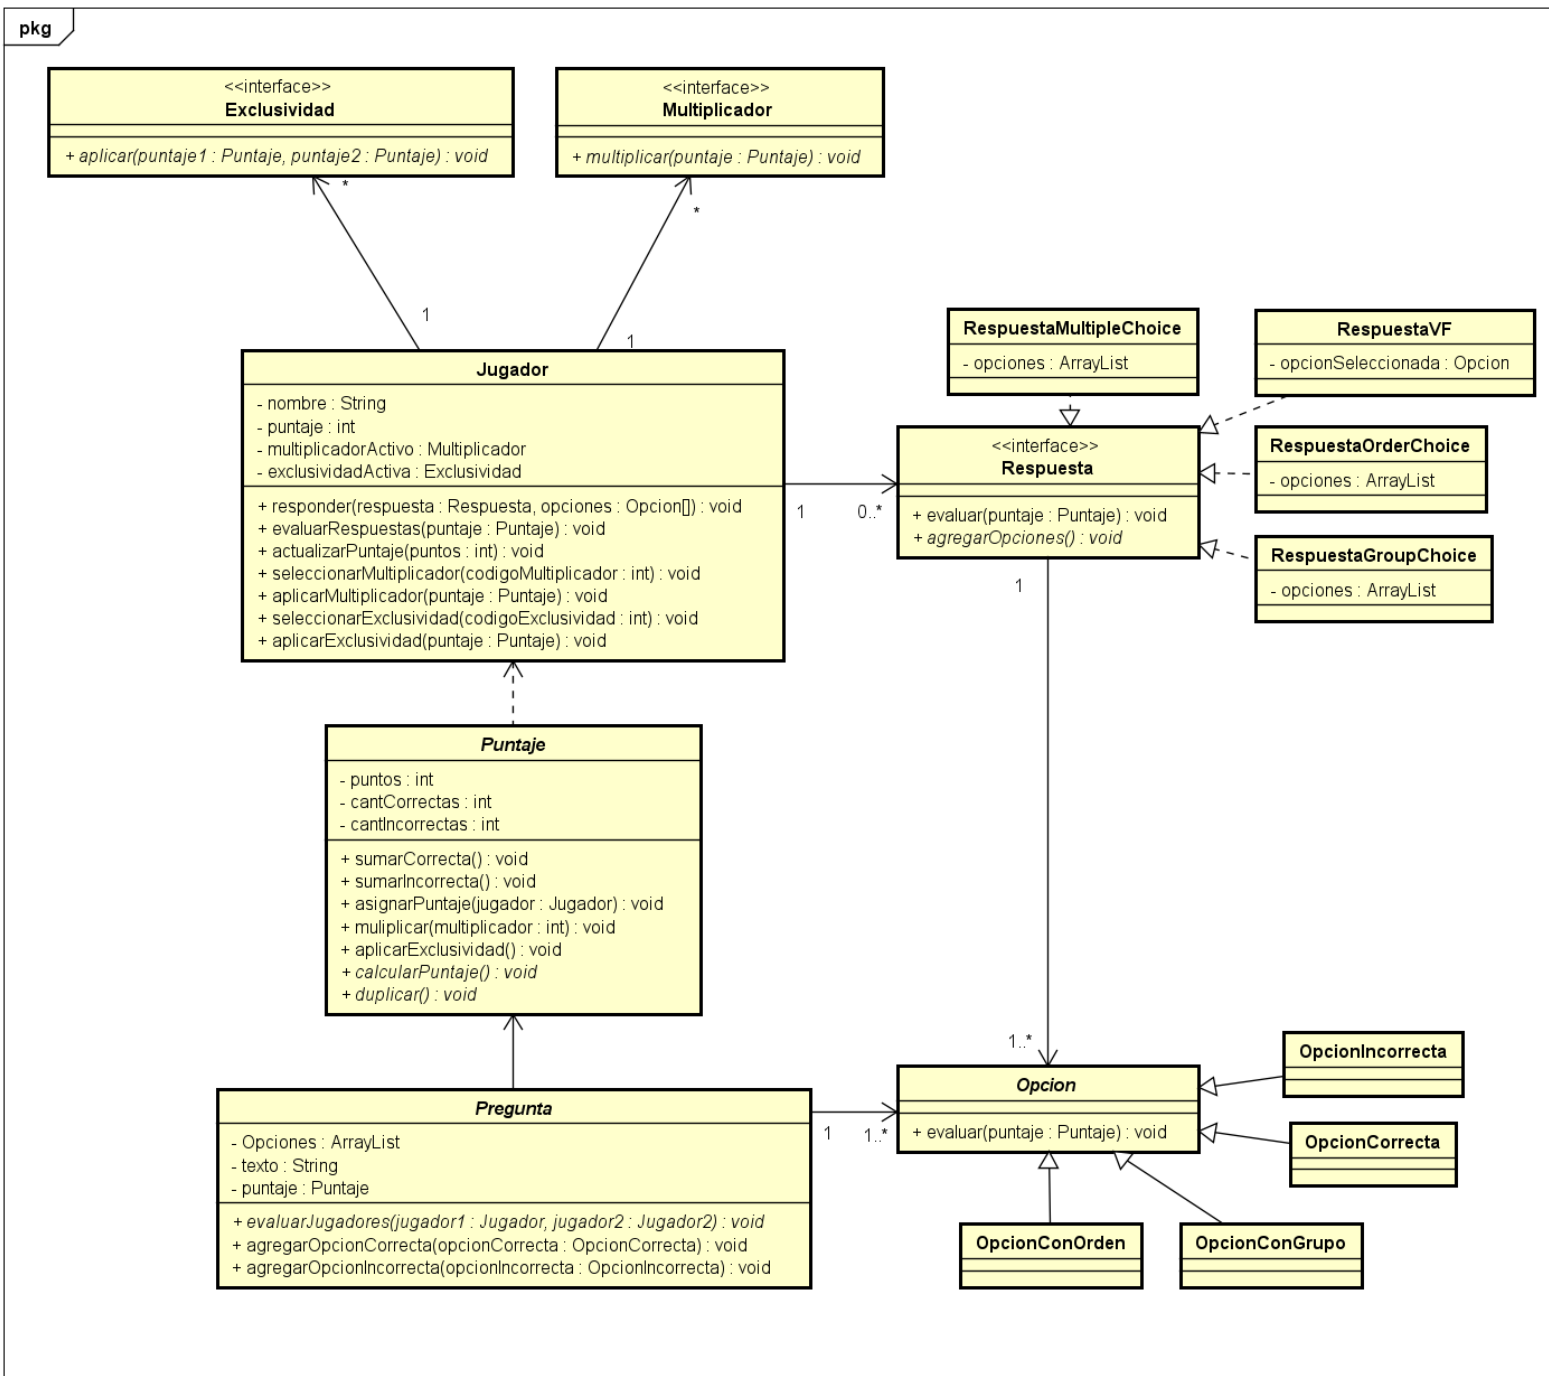 pkg
<<interface>>
Exclusividad
+ aplicar(puntaje1 : Puntaje, puntaje2 : Puntaje) : void
<<interface>>
Multiplicador
+ multiplicar(puntaje : Puntaje) : void
*
*
1
1
Jugador
- nombre : String
- puntaje : int
- multiplicadorActivo : Multiplicador
- exclusividadActiva : Exclusividad
+ responder(respuesta : Respuesta, opciones : Opcion[]) : void
+ evaluarRespuestas(puntaje : Puntaje) : void
+ actualizarPuntaje(puntos : int) : void
+ seleccionarMultiplicador(codigoMultiplicador : int) : void
+ aplicarMultiplicador(puntaje : Puntaje) : void
+ seleccionarExclusividad(codigoExclusividad : int) : void
+ aplicarExclusividad(puntaje : Puntaje) : void
1
0..*
RespuestaMultipleChoice
- opciones : ArrayList
RespuestaVF
- opcionSeleccionada : Opcion
<<interface>>
Respuesta
+ evaluar(puntaje : Puntaje) : void
+ agregarOpciones() : void
RespuestaOrderChoice
- opciones : ArrayList
RespuestaGroupChoice
- opciones : ArrayList
1
1..*
Puntaje
- puntos : int
- cantCorrectas : int
- cantIncorrectas : int
+ sumarCorrecta() : void
+ sumarIncorrecta() : void
+ asignarPuntaje(jugador : Jugador) : void
+ muliplicar(multiplicador : int) : void
+ aplicarExclusividad() : void
+ calcularPuntaje() : void
+ duplicar() : void
Pregunta
- Opciones : ArrayList
- texto : String
- puntaje : Puntaje
+ evaluarJugadores(jugador1 : Jugador, jugador2 : Jugador2) : void
+ agregarOpcionCorrecta(opcionCorrecta : OpcionCorrecta) : void
+ agregarOpcionIncorrecta(opcionIncorrecta : OpcionIncorrecta) : void
1
1..*
Opcion
+ evaluar(puntaje : Puntaje) : void
OpcionIncorrecta
OpcionCorrecta
OpcionConOrden
OpcionConGrupo